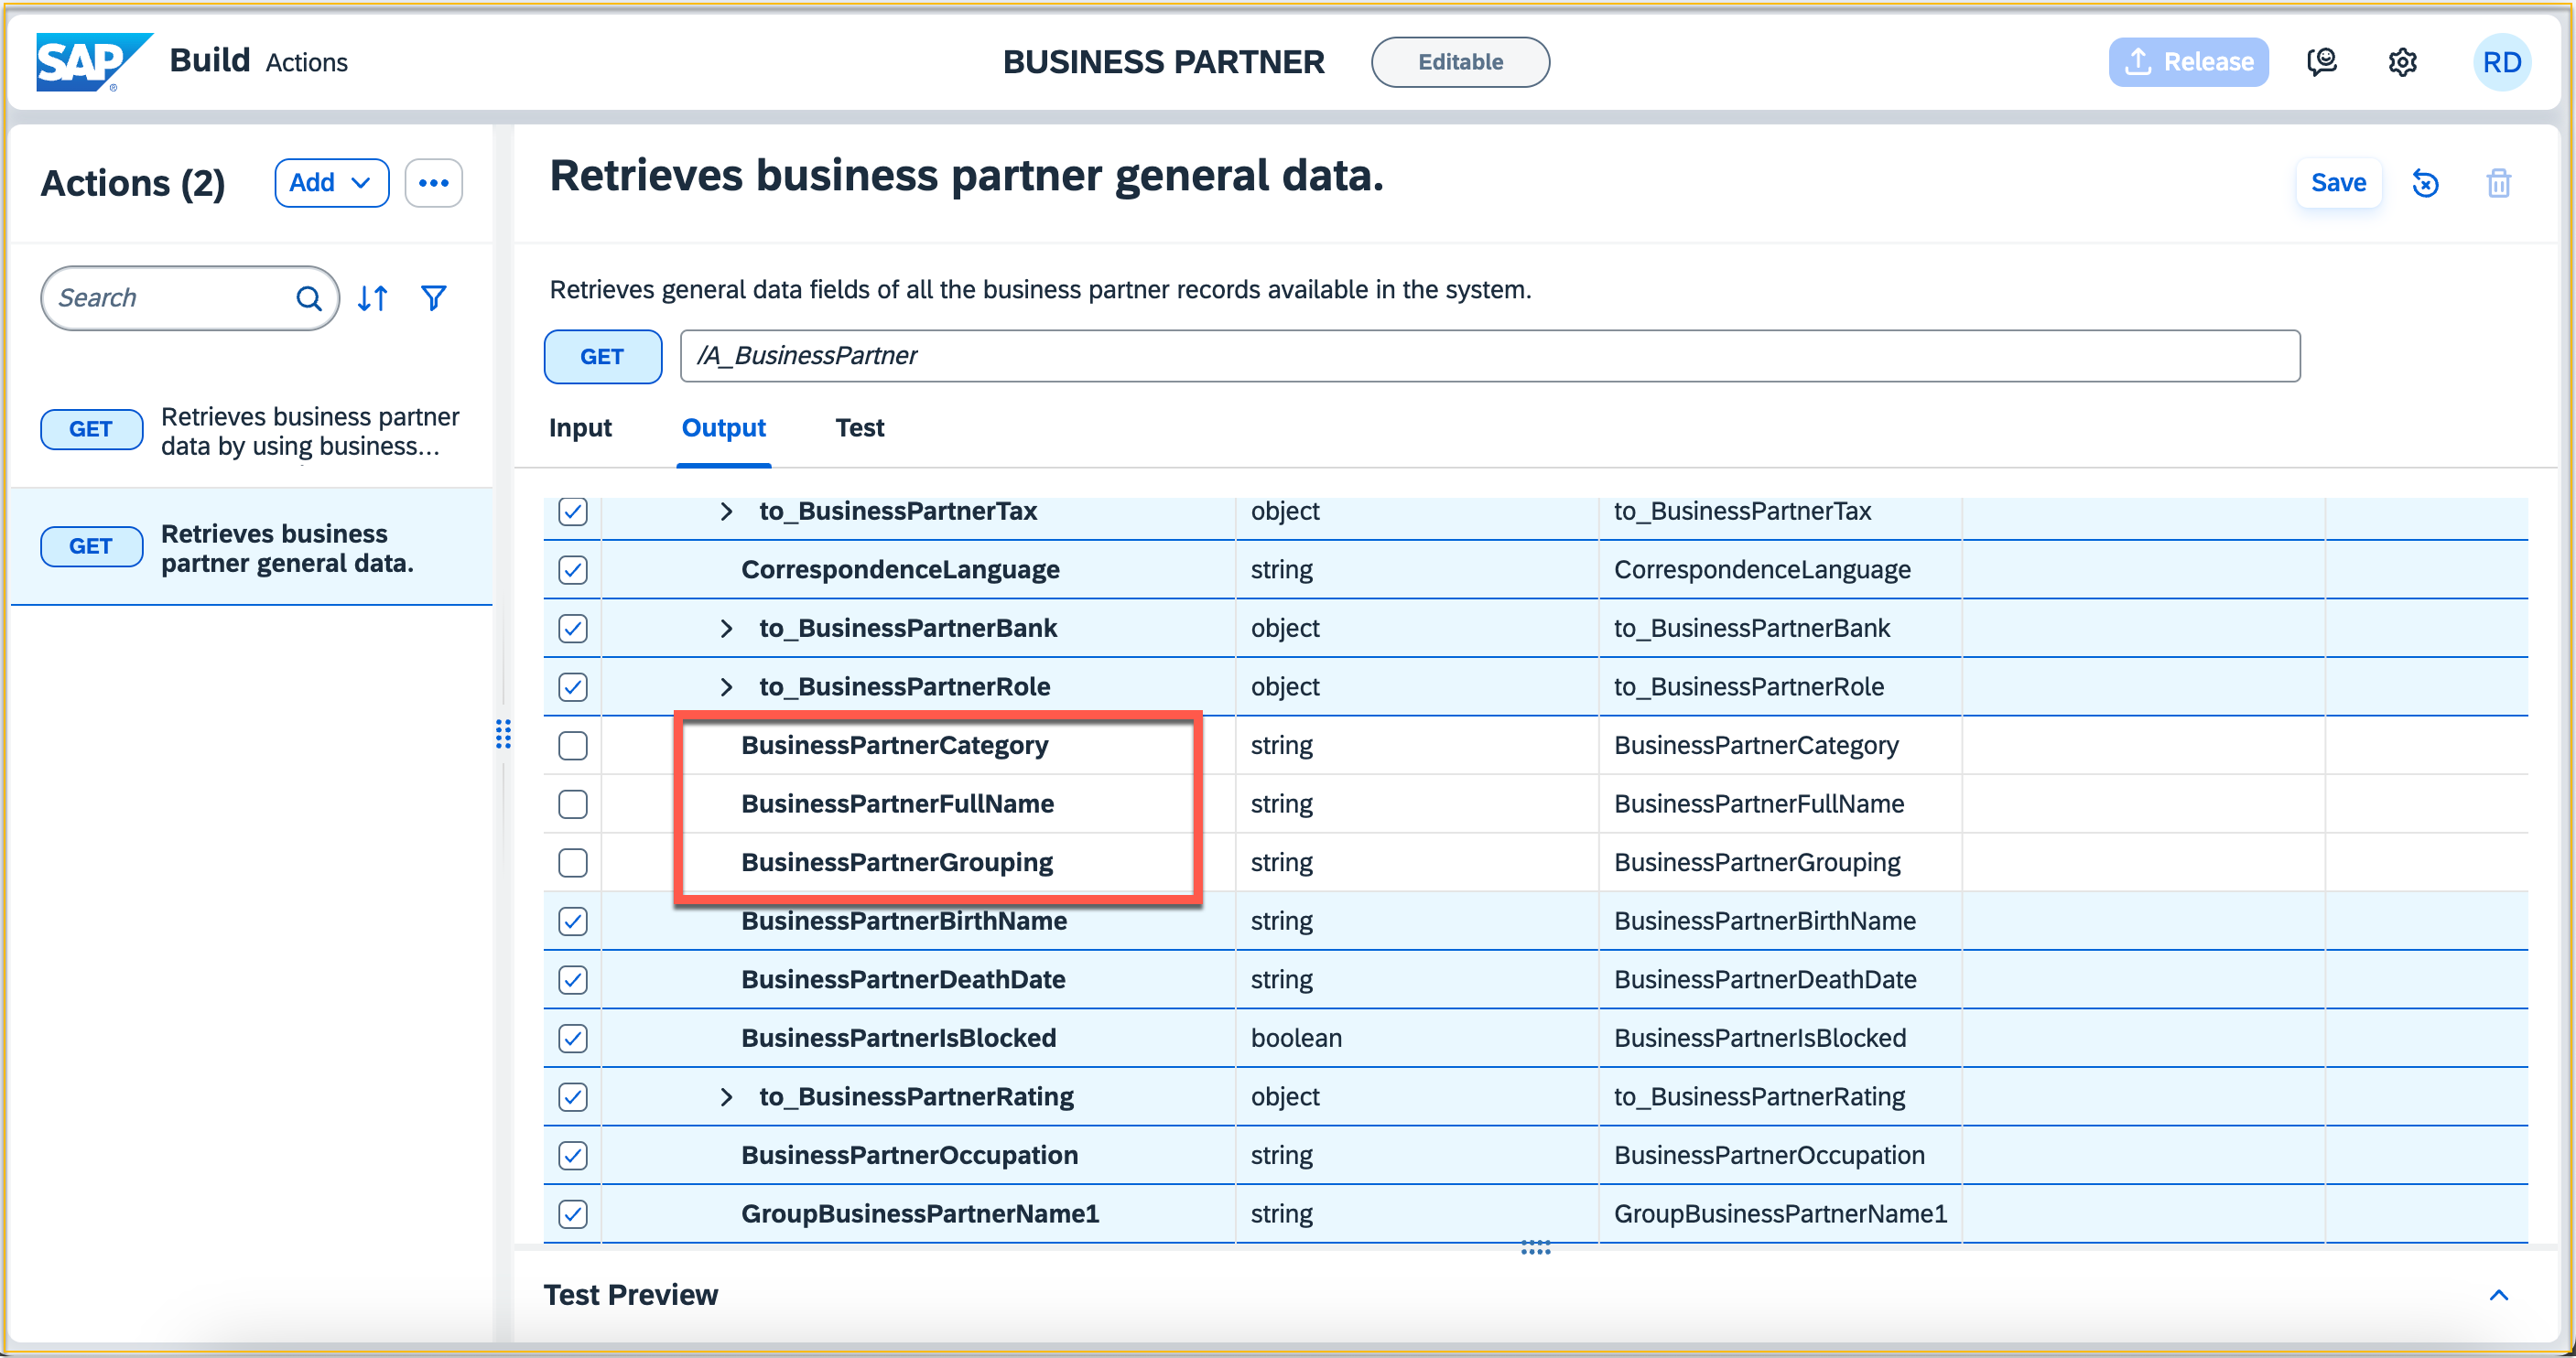 SAP ® Build Actions BUSINESS PARTNER Editable Release RD
Actions (2) Add
Search
GET Retrieves business partner
data by using business...
GET Retrieves business
partner general data.
Retrieves business partner general data. Save
Retrieves general data fields of all the business partner records available in the system.
GET /A_BusinessPartner
Input Output Test
to_BusinessPartnerTax object to_BusinessPartnerTax
CorrespondenceLanguage string CorrespondenceLanguage
to_BusinessPartnerBank object to_BusinessPartnerBank
to_BusinessPartnerRole object to_BusinessPartnerRole
BusinessPartnerCategory string BusinessPartnerCategory
BusinessPartnerFullName string BusinessPartnerFullName
BusinessPartnerGrouping string BusinessPartnerGrouping
BusinessPartnerBirthName string BusinessPartnerBirthName
BusinessPartnerDeathDate string BusinessPartnerDeathDate
BusinessPartnerIsBlocked boolean BusinessPartnerIsBlocked
to_BusinessPartnerRating object to_BusinessPartnerRating
BusinessPartnerOccupation string BusinessPartnerOccupation
GroupBusinessPartnerName1 string GroupBusinessPartnerName1
Test Preview